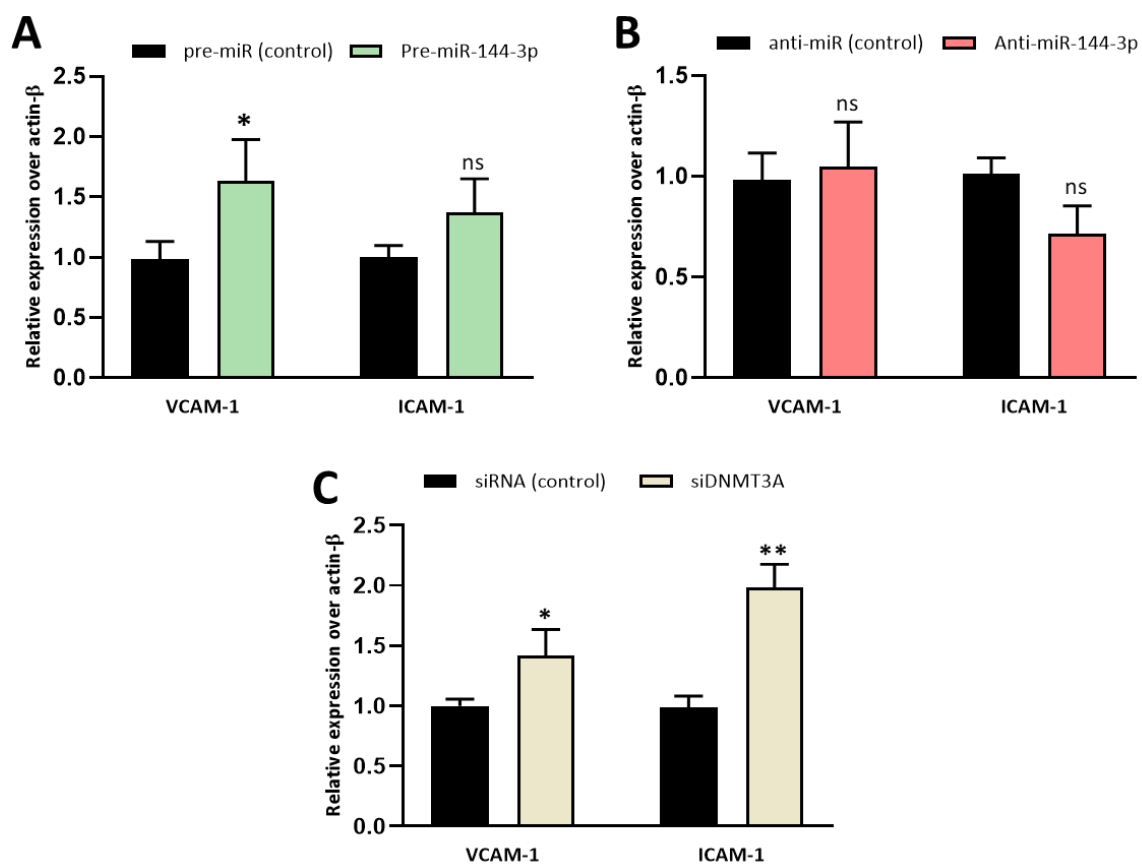 A
pre-miR (control) Pre-miR-144-3p
Relative expression over actin-β
2.5
2.0
1.5
1.0
0.5
0.0
*
ns
VCAM-1 ICAM-1
B
anti-miR (control) Anti-miR-144-3p
Relative expression over actin-β
1.5
1.0
0.5
0.0
ns
ns
VCAM-1 ICAM-1
C
siRNA (control) siDNMT3A
Relative expression over actin-β
2.5
2.0
1.5
1.0
0.5
0.0
*
**
VCAM-1 ICAM-1